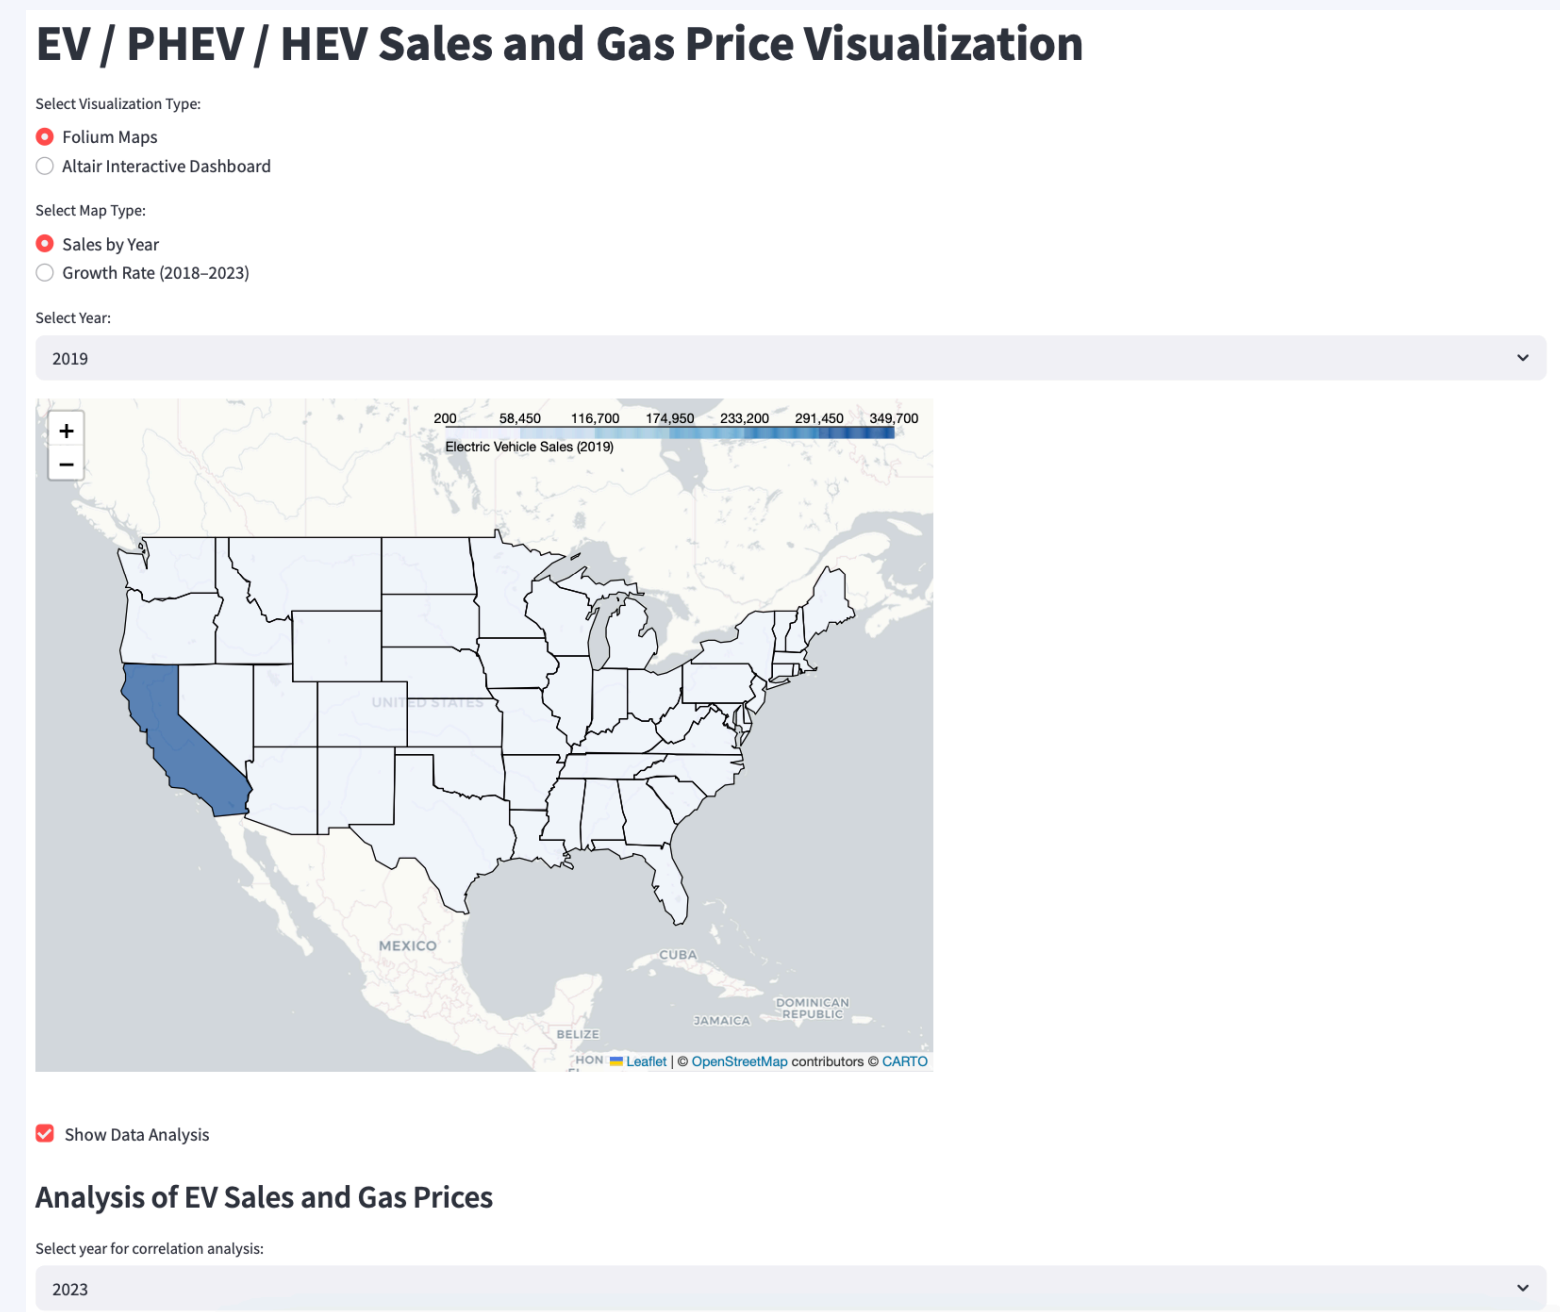 EV / PHEV / HEV Sales and Gas Price Visualization
Select Visualization Type:
Folium Maps
Altair Interactive Dashboard
Select Map Type:
Sales by Year
Growth Rate (2018–2023)
Select Year:
2019
+
−
200 58,450 116,700 174,950 233,200 291,450 349,700
Electric Vehicle Sales (2019)
UNITED STATES
MEXICO
CUBA
DOMINICAN
REPUBLIC
JAMAICA
BELIZE
HON
Leaflet | © OpenStreetMap contributors © CARTO
Show Data Analysis
Analysis of EV Sales and Gas Prices
Select year for correlation analysis:
2023